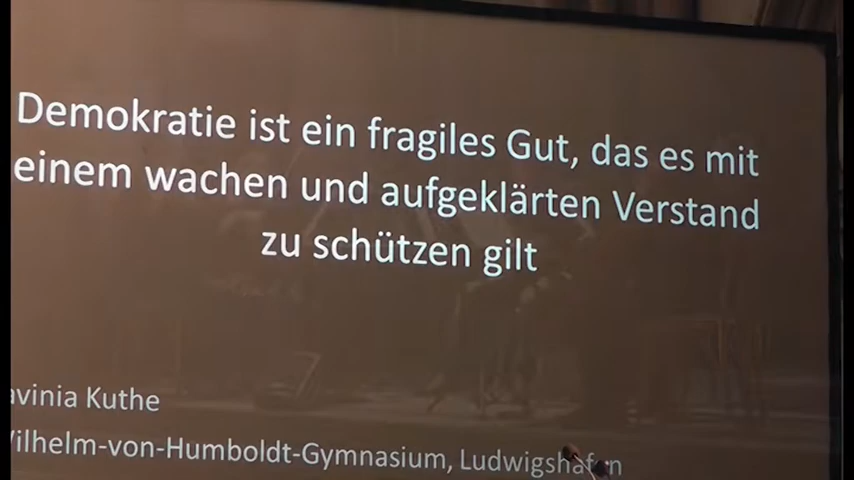 Demokratie ist ein fragiles Gut, das es mit
einem wachen und aufgeklärten Verstand
zu schützen gilt
avinia Kuthe
Wilhelm-von-Humboldt-Gymnasium, Ludwigshafen